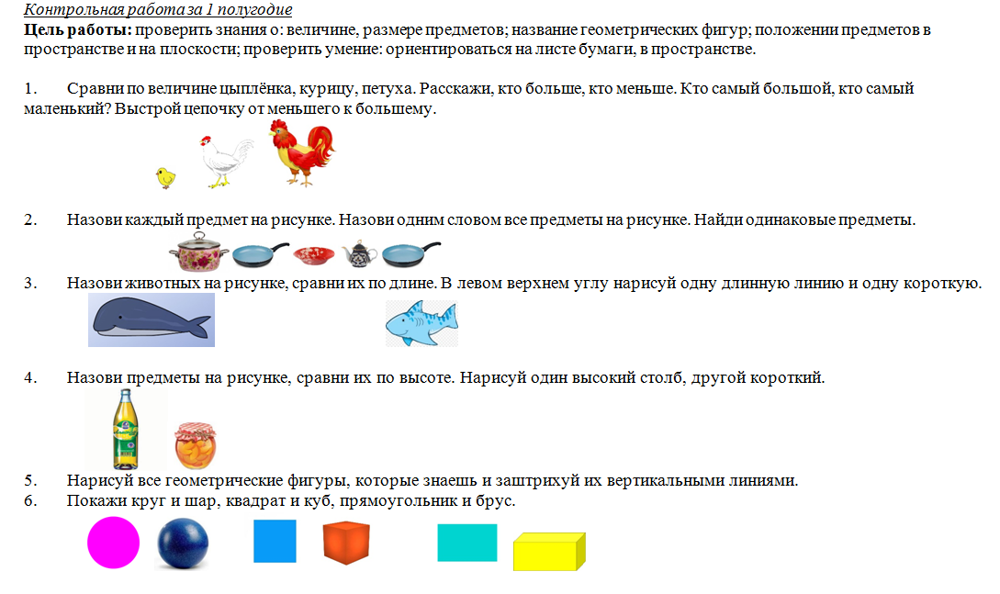 Контрольная работа за 1 полугодие
Цель работы: проверить знания о: величине, размере предметов; название геометрических фигур; положении предметов в
пространстве и на плоскости; проверить умение: ориентироваться на листе бумаги, в пространстве.
1. Сравни по величине цыплёнка, курицу, петуха. Расскажи, кто больше, кто меньше. Кто самый большой, кто самый
маленький? Выстрой цепочку от меньшего к большему.
2. Назови каждый предмет на рисунке. Назови одним словом все предметы на рисунке. Найди одинаковые предметы.
3. Назови животных на рисунке, сравни их по длине. В левом верхнем углу нарисуй одну длинную линию и одну короткую.
4. Назови предметы на рисунке, сравни их по высоте. Нарисуй один высокий столб, другой короткий.
5. Нарисуй все геометрические фигуры, которые знаешь и заштрихуй их вертикальными линиями.
6. Покажи круг и шар, квадрат и куб, прямоугольник и брус.